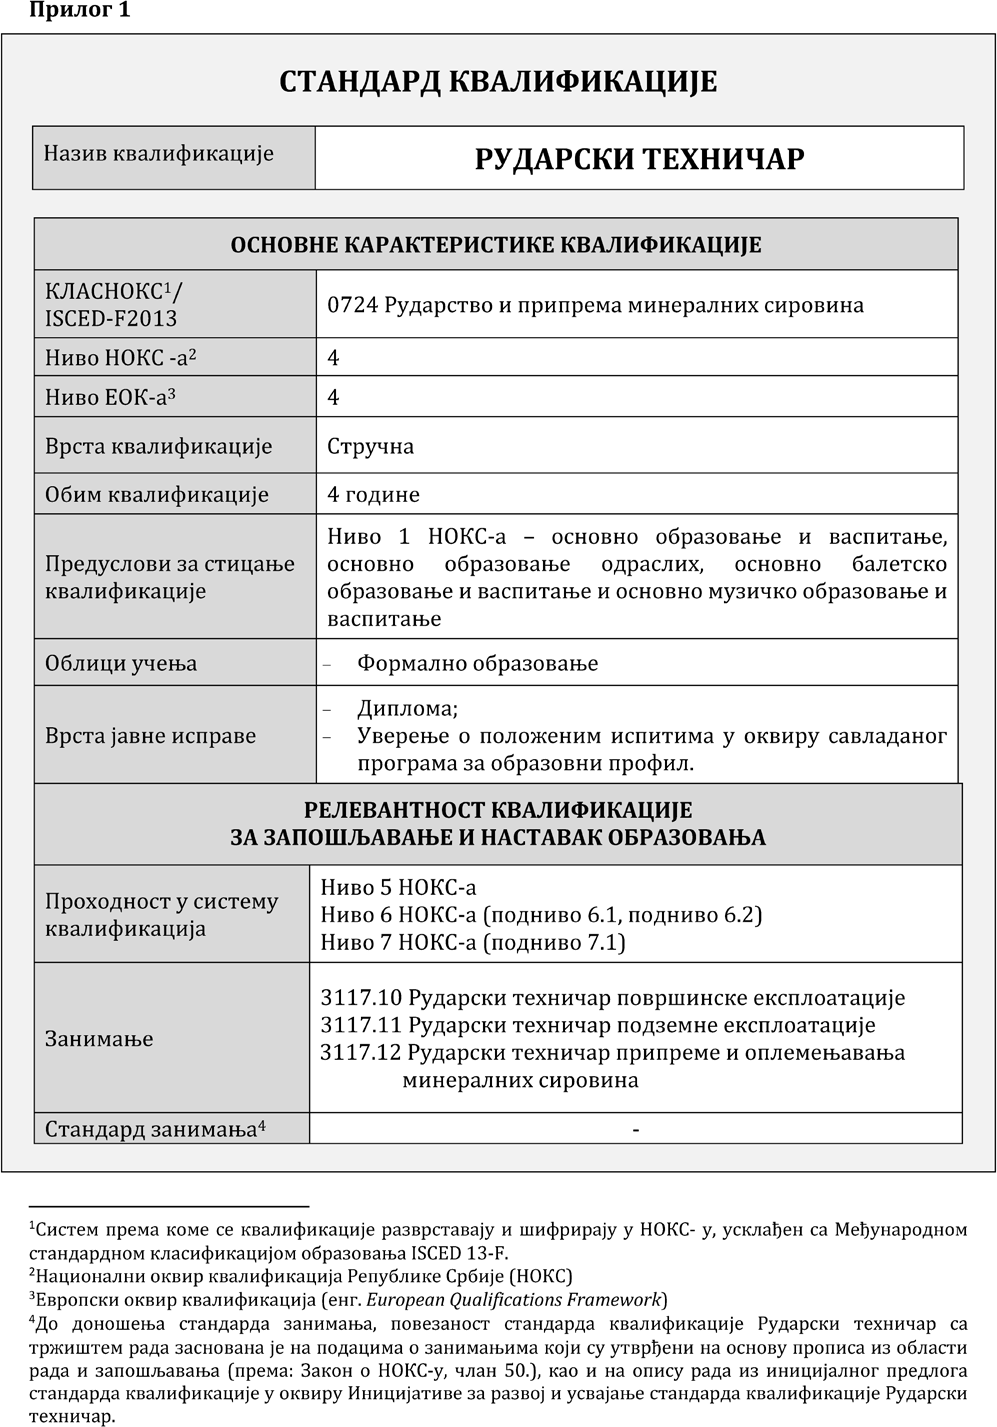 Прилог 1
СТАНДАРД КВАЛИФИКАЦИЈЕ
Назив квалификације
РУДАРСКИ ТЕХНИЧАР
ОСНОВНЕ КАРАКТЕРИСТИКЕ КВАЛИФИКАЦИЈЕ
КЛАСНОКС¹/
ISCED-F2013
0724 Рударство и припрема минералних сировина
Ниво НОКС -а²
4
Ниво ЕОК-а³
4
Врста квалификације
Стручна
Обим квалификације
4 године
Предуслови за стицање
квалификације
Ниво 1 НОКС-а – основно образовање и васпитање,
основно образовање одраслих, основно балетско
образовање и васпитање и основно музичко образовање и
васпитање
Облици учења
– Формално образовање
Врста јавне исправе
– Диплома;
– Уверење о положеним испитима у оквиру савладаног
програма за образовни профил.
РЕЛЕВАНТНОСТ КВАЛИФИКАЦИЈЕ
ЗА ЗАПОШЉАВАЊЕ И НАСТАВАК ОБРАЗОВАЊА
Проходност у систему
квалификација
Ниво 5 НОКС-а
Ниво 6 НОКС-а (подниво 6.1, подниво 6.2)
Ниво 7 НОКС-а (подниво 7.1)
Занимање
3117.10 Рударски техничар површинске експлоатације
3117.11 Рударски техничар подземне експлоатације
3117.12 Рударски техничар припреме и оплемењавања
минералних сировина
Стандард занимања⁴
-
¹Систем према коме се квалификације разврставају и шифрирају у НОКС- у, усклађен са Међународном
стандардном класификацијом образовања ISCED 13-F.
²Национални оквир квалификација Републике Србије (НОКС)
³Европски оквир квалификација (енг. European Qualifications Framework)
⁴До доношења стандарда занимања, повезаност стандарда квалификације Рударски техничар са
тржиштем рада заснована је на подацима о занимањима који су утврђени на основу прописа из области
рада и запошљавања (према: Закон о НОКС-у, члан 50.), као и на опису рада из иницијалног предлога
стандарда квалификације у оквиру Иницијативе за развој и усвајање стандарда квалификације Рударски
техничар.